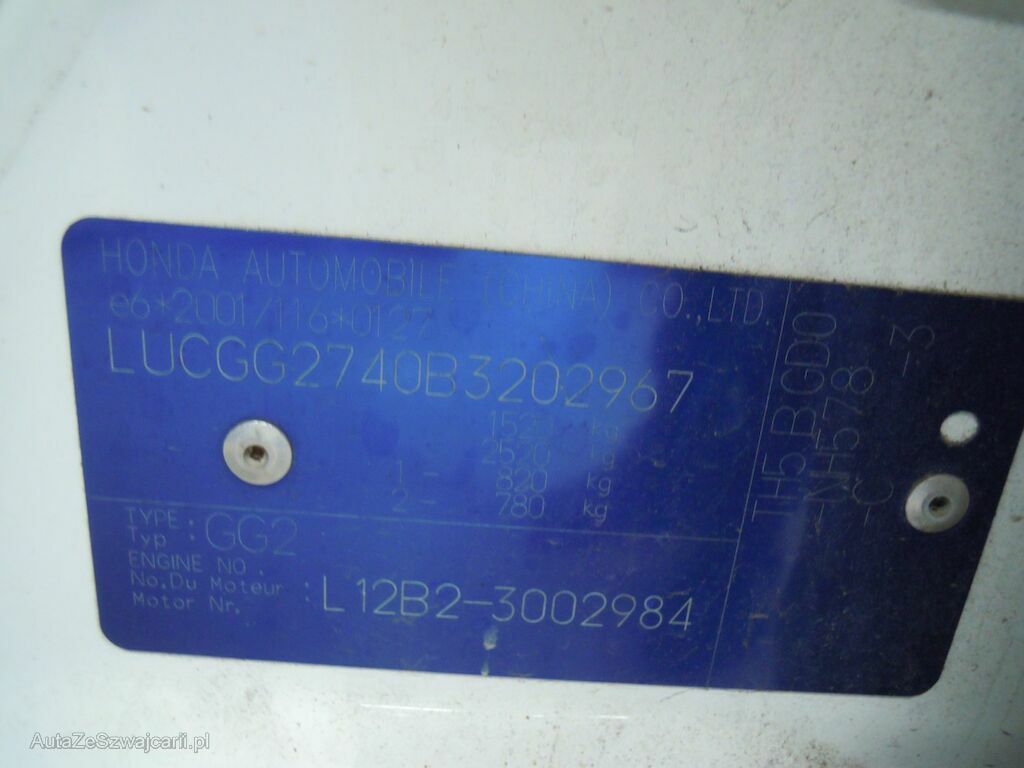 HONDA AUTOMOBILE (CHINA) CO.,LTD.
e6*2001/116*0127
LUCGG2740B3202967
kg
2520 kg
1 - 820 kg
2 - 780 kg
TYPE :
Typ : GG2
ENGINE NO.
No.Du Moteur : L12B2-3002984
Motor Nr.
TH5 BGD0
-NH578 -3
-C
AutaZeSzwajcarii.pl